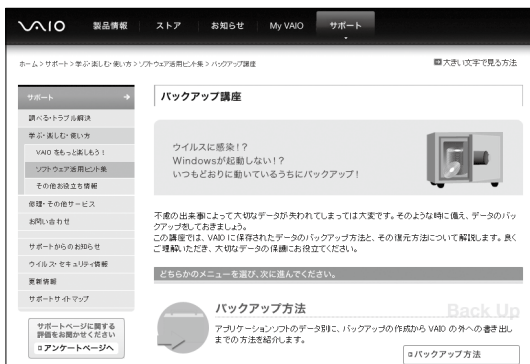 VAIO 製品情報 ストア お知らせ My VAIO サポート
ホーム > サポート > 学ぶ・楽しむ・使い方 > ソフトウェア活用ヒント集 > バックアップ講座
大きい文字で見る方法
サポート
調べる・トラブル解決
学ぶ・楽しむ・使い方
VAIO をもっと楽しもう！
ソフトウェア活用ヒント集
その他お役立ち情報
修理・その他サービス
お問い合わせ
サポートからのお知らせ
ウイルス・セキュリティ情報
更新情報
サポートサイトマップ
サポートページに関する
評価をお聞かせください
アンケートページへ
バックアップ講座
ウイルスに感染！？
Windowsが起動しない！？
いつもどおりに動いているうちにバックアップ！
不慮の出来事によって大切なデータが失われてしまっては大変です。そのような時に備え、データのバッ
クアップをしておきましょう。
この講座では、VAIO に保存されたデータのバックアップ方法と、その復元方法について解説します。良く
ご理解いただき、大切なデータの保護にお役立てください。
どちらかのメニューを選び、次に進んでください。
バックアップ方法
Back Up
アプリケーションソフトのデータ別に、バックアップの作成から VAIO の外への書き出し
までの方法を紹介します。
バックアップ方法